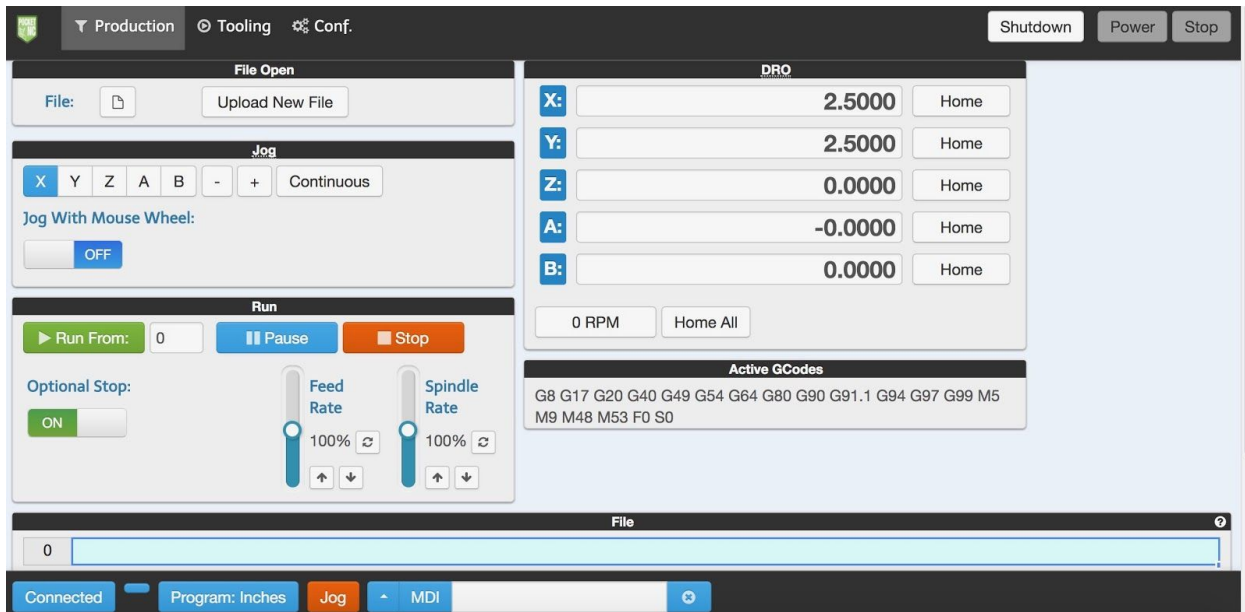 Production Tooling Conf. Shutdown Power Stop
File Open
File: Upload New File
Jog
X Y Z A B - + Continuous
Jog With Mouse Wheel:
OFF
Run
Run From: 0 Pause Stop
Optional Stop:
ON
Feed
Rate
100%
Spindle
Rate
100%
DRO
X: 2.5000 Home
Y: 2.5000 Home
Z: 0.0000 Home
A: -0.0000 Home
B: 0.0000 Home
0 RPM Home All
Active GCodes
G8 G17 G20 G40 G49 G54 G64 G80 G90 G91.1 G94 G97 G99 M5
M9 M48 M53 F0 S0
File
0
Connected Program: Inches Jog MDI